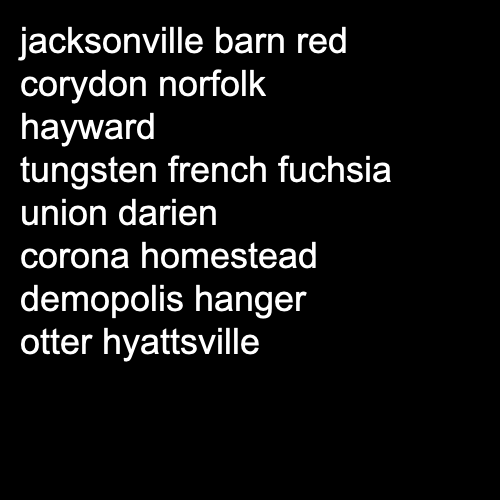 jacksonville barn red
corydon norfolk
hayward
tungsten french fuchsia
union darien
corona homestead
demopolis hanger
otter hyattsville